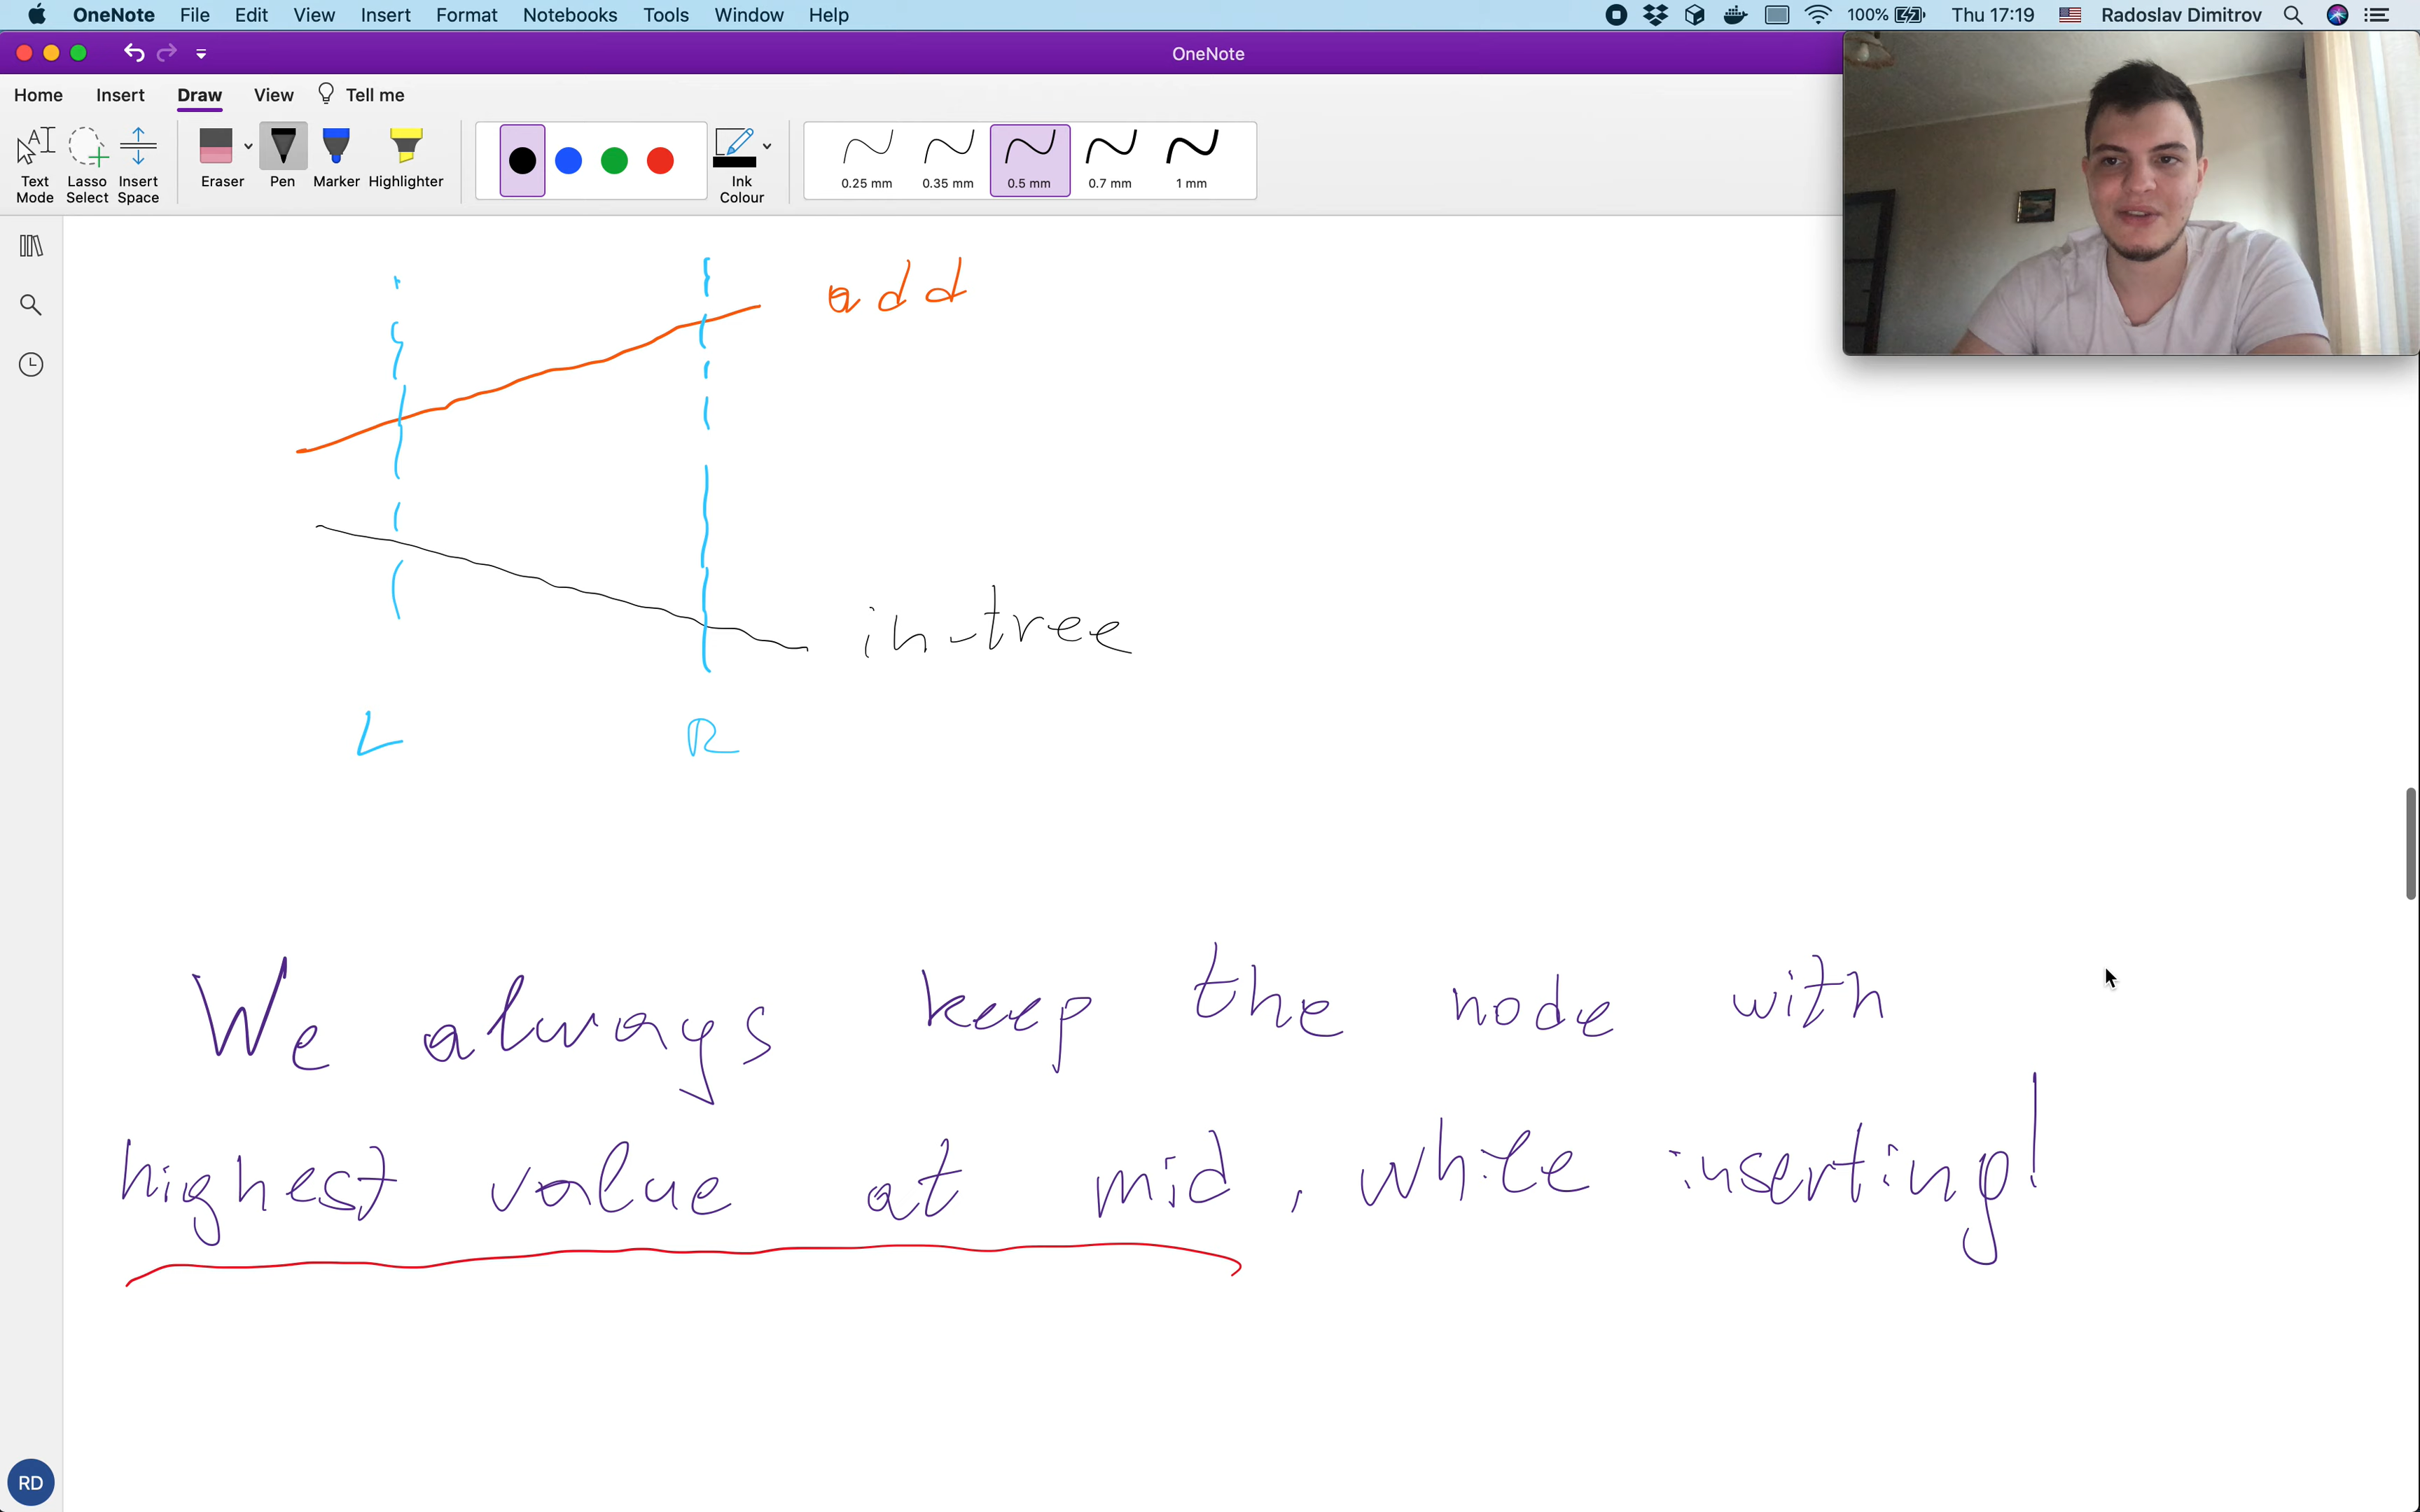 OneNote File Edit View Insert Format Notebooks Tools Window Help 100% Thu 17:19 Radoslav Dimitrov
OneNote
Home Insert Draw View Tell me
AI
Text Mode
Lasso Select
Insert Space
Eraser
Pen
Marker
Highlighter
Ink Colour
0.25 mm
0.35 mm
0.5 mm
0.7 mm
1 mm
add
in-tree
L R
We always keep the node with
highest value at mid, while inserting!
RD